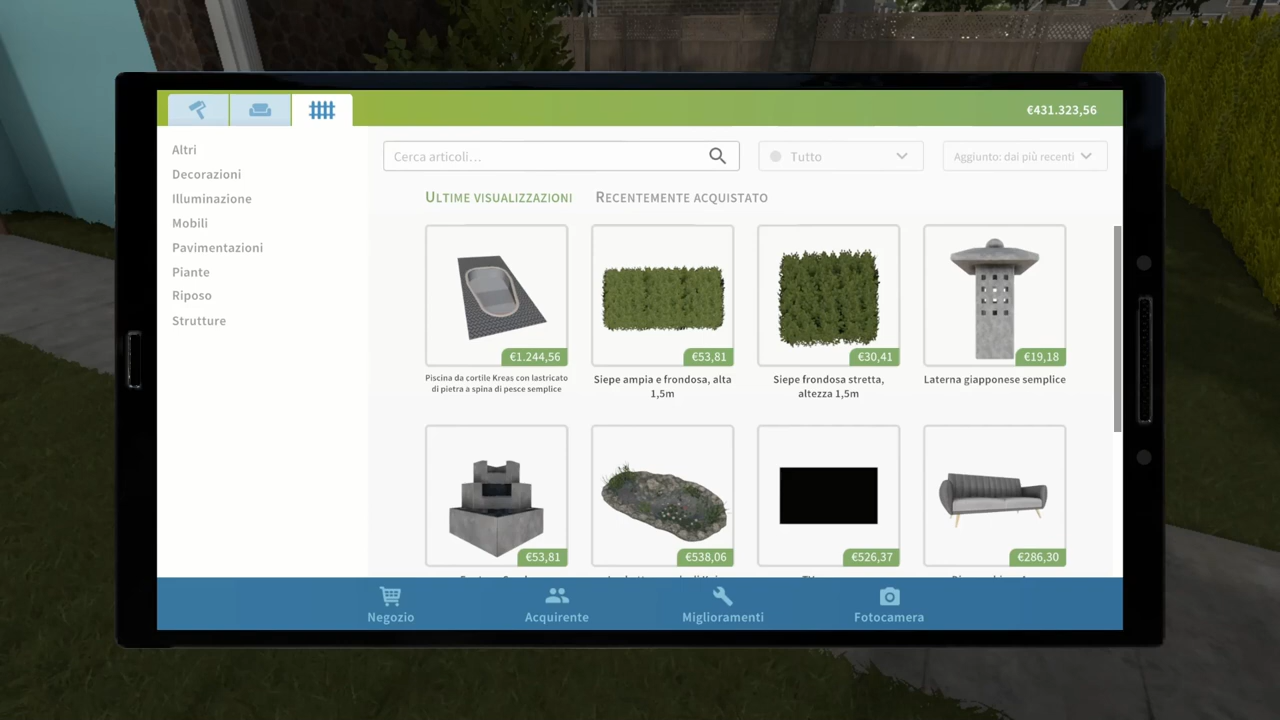 €431.323,56
Altri
Decorazioni
Illuminazione
Mobili
Pavimentazioni
Piante
Riposo
Strutture
Cerca articoli...
Tutto
Aggiunto: dai più recenti
Ultime visualizzazioni
Recentemente acquistato
€1.244,56
Piscina da cortile Kreas con lastricato
di pietra a spina di pesce semplice
€53,81
Siepe ampia e frondosa, alta
1,5m
€30,41
Siepe frondosa stretta,
altezza 1,5m
€19,18
Laterna giapponese semplice
€53,81
€538,06
€526,37
€286,30
Negozio
Acquirente
Miglioramenti
Fotocamera